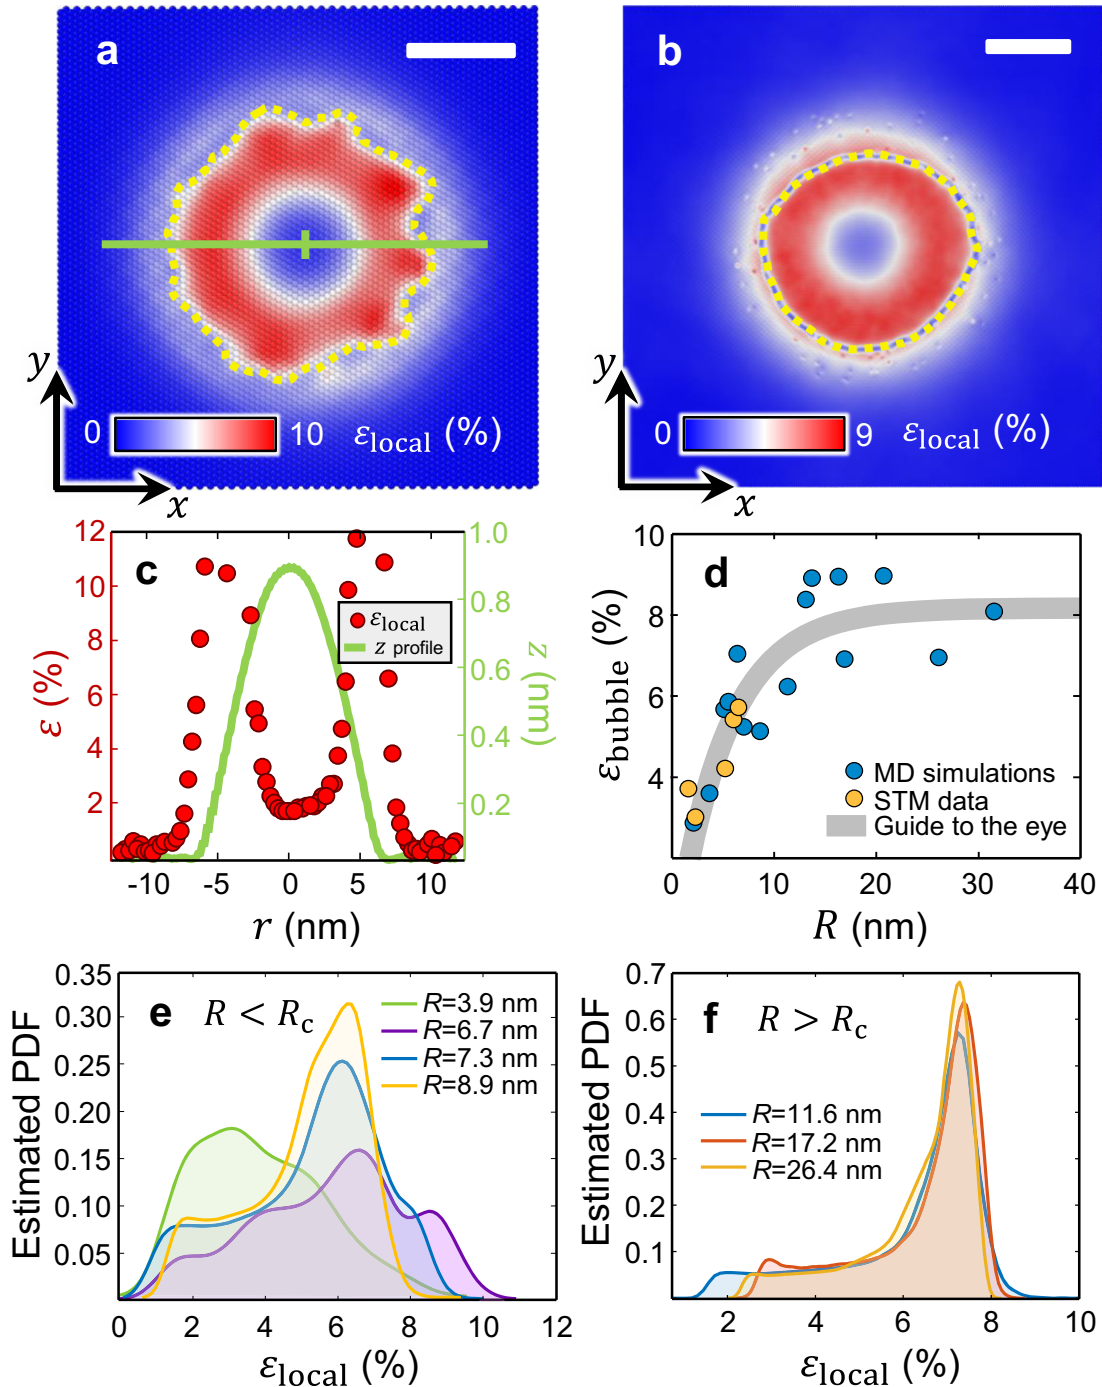 a
y
x
0
10
ε_local (%)
b
y
x
0
9
ε_local (%)
c
12
10
8
6
4
2
ε (%)
1.0
0.8
0.6
0.4
0.2
z (nm)
ε_local
z profile
-10
-5
0
5
10
r (nm)
d
10
8
6
4
ε_bubble (%)
MD simulations
STM data
Guide to the eye
0
10
20
30
40
R (nm)
e
R < R_c
0.35
0.30
0.25
0.20
0.15
0.10
0.05
Estimated PDF
R=3.9 nm
R=6.7 nm
R=7.3 nm
R=8.9 nm
0
2
4
6
8
10
12
ε_local (%)
f
R > R_c
0.7
0.6
0.5
0.4
0.3
0.2
0.1
Estimated PDF
R=11.6 nm
R=17.2 nm
R=26.4 nm
2
4
6
8
10
ε_local (%)